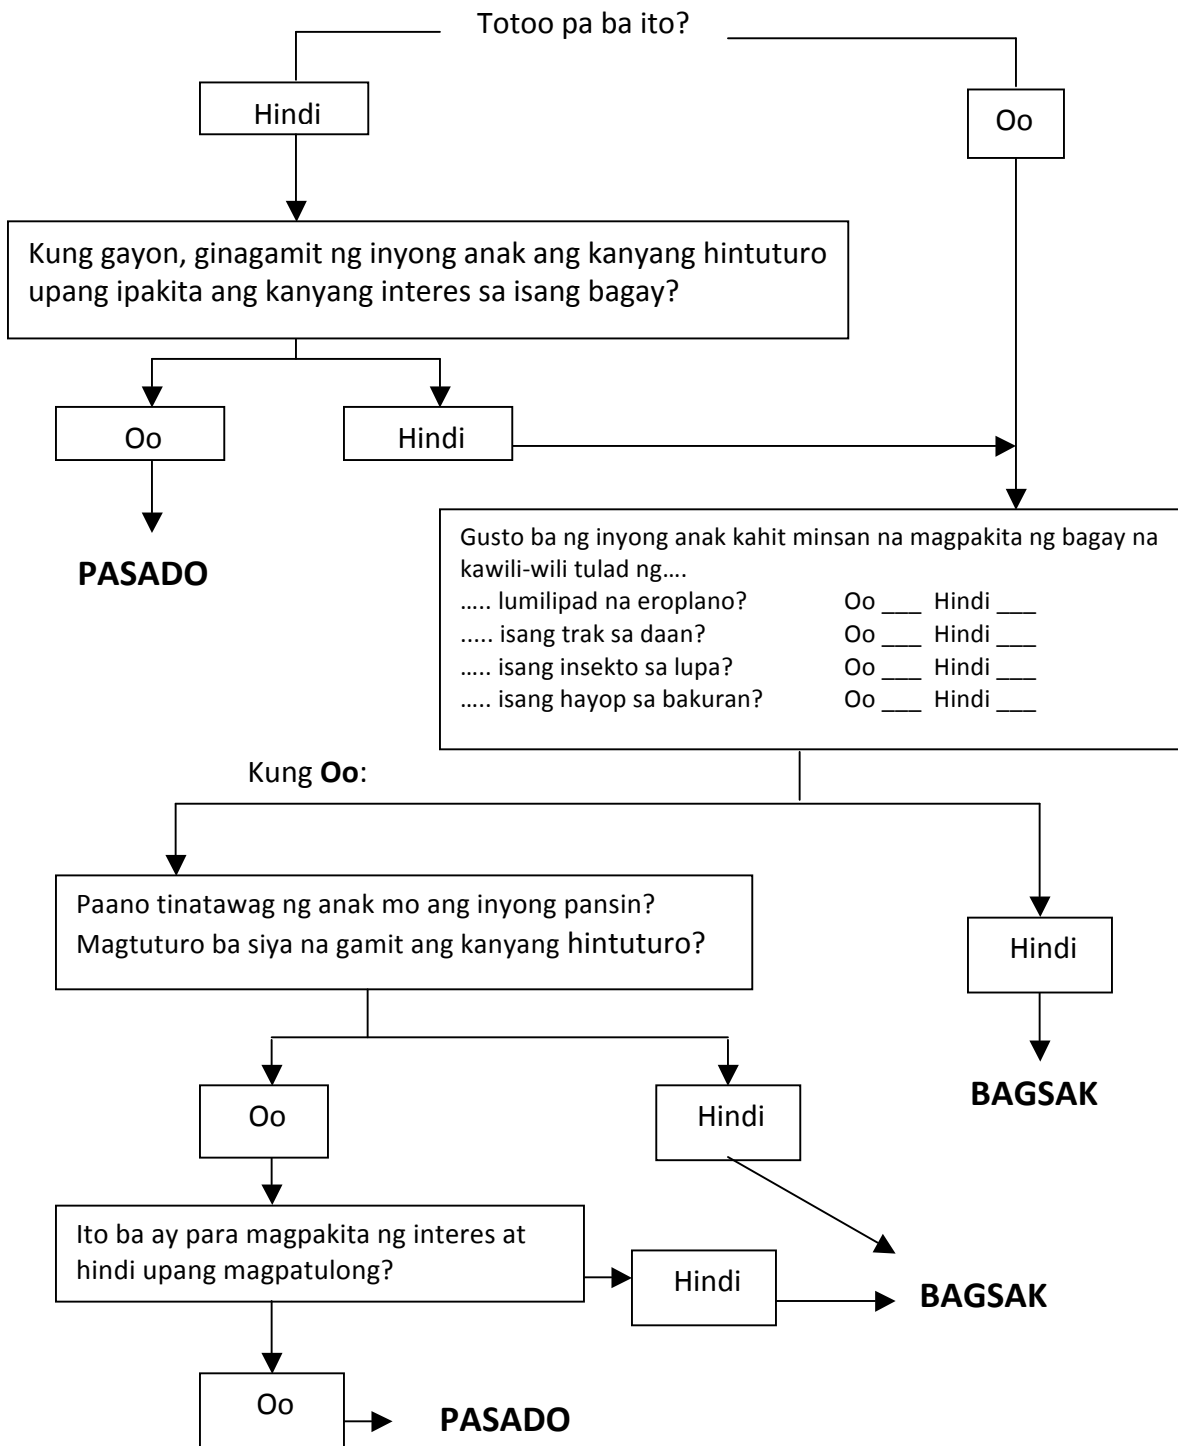 Totoo pa ba ito?
Hindi
Oo
Kung gayon, ginagamit ng inyong anak ang kanyang hintuturo
upang ipakita ang kanyang interes sa isang bagay?
Oo
Hindi
PASADO
Gusto ba ng inyong anak kahit minsan na magpakita ng bagay na
kawili-wili tulad ng....
..... lumilipad na eroplano? Oo ___ Hindi ___
..... isang trak sa daan? Oo ___ Hindi ___
..... isang insekto sa lupa? Oo ___ Hindi ___
..... isang hayop sa bakuran? Oo ___ Hindi ___
Kung Oo:
Paano tinatawag ng anak mo ang inyong pansin?
Magtuturo ba siya na gamit ang kanyang hintuturo?
Hindi
BAGSAK
Oo
Hindi
Ito ba ay para magpakita ng interes at
hindi upang magpatulong?
Hindi
BAGSAK
Oo
PASADO